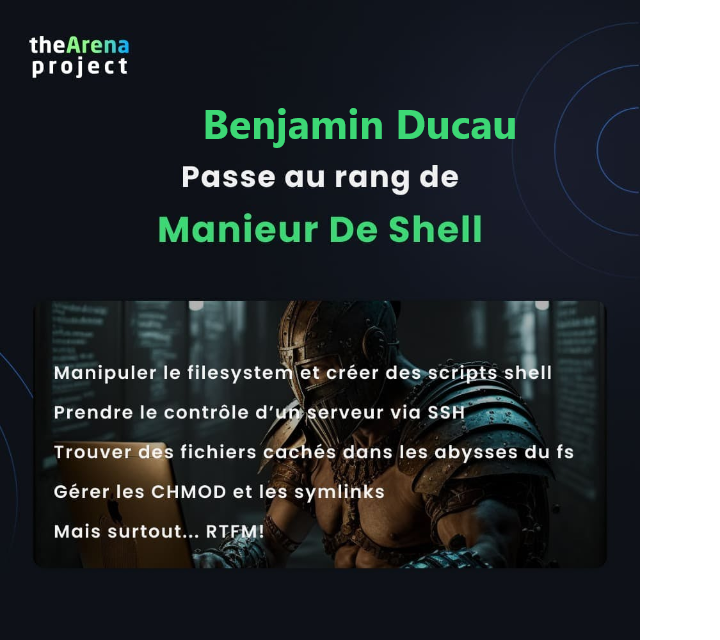 theArena
project
Benjamin Ducau
Passe au rang de
Manieur De Shell
Manipuler le filesystem et créer des scripts shell
Prendre le contrôle d’un serveur via SSH
Trouver des fichiers cachés dans les abysses du fs
Gérer les CHMOD et les symlinks
Mais surtout... RTFM!